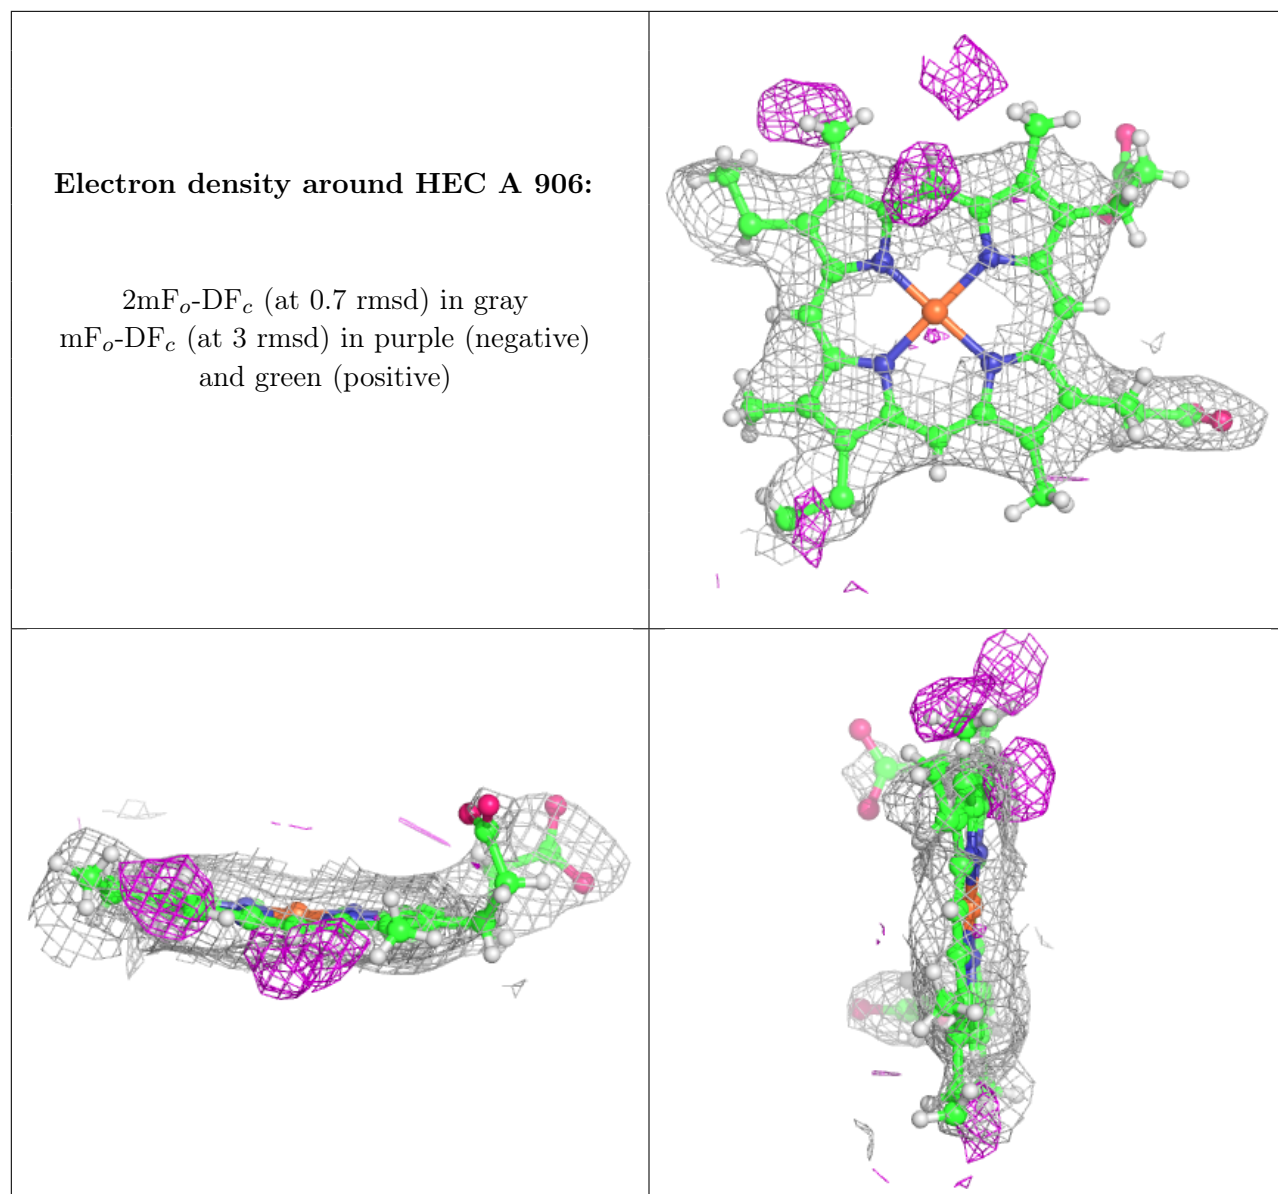 Electron density around HEC A 906:
2mFₒ-DF𝒸 (at 0.7 rmsd) in gray
mFₒ-DF𝒸 (at 3 rmsd) in purple (negative)
and green (positive)